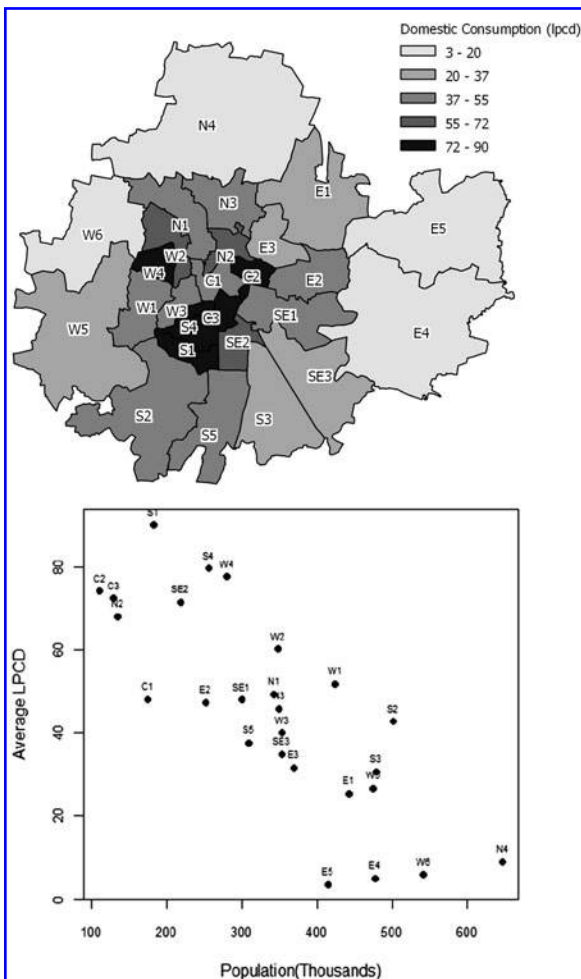 Domestic Consumption (lpcd)
3 - 20
20 - 37
37 - 55
55 - 72
72 - 90
N4
E1
N3
E5
W6
N1
E3
N2
W2
W4
C2
E2
C1
W1
W3
SE1
W5
C3
S4
E4
SE2
S1
SE3
S2
S3
S5
S1
80
S4
W4
C2
C3
SE2
N2
W2
60
W1
C1
E2
SE1
N1
N3
S2
W3
40
S5
SE3
E3
S3
W5
E1
20
N4
W6
E4
E5
0
Average LPCD
100 200 300 400 500 600
Population(Thousands)